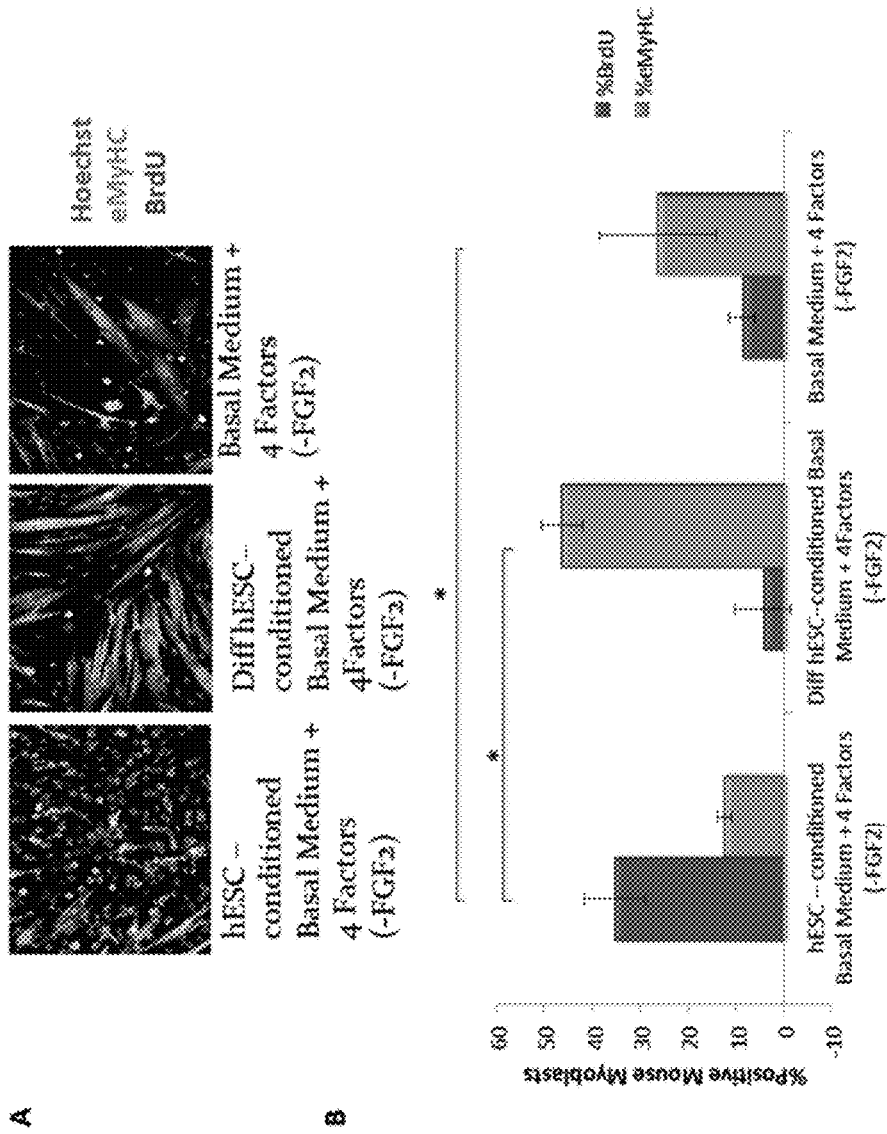 A
Hoechst
eMyHC
BrdU
hESC --
conditioned
Basal Medium +
4 Factors
(-FGF2)
Diff hESC--
conditioned
Basal Medium +
4Factors
(-FGF2)
Basal Medium +
4 Factors
(-FGF2)
B
%Positive Mouse Myoblasts
60
50
40
30
20
10
0
-10
*
*
%BrdU
%eMyHC
hESC -- conditioned
Basal Medium + 4 Factors
(-FGF2)
Diff hESC--conditioned Basal
Medium + 4Factors
(-FGF2)
Basal Medium + 4 Factors
(-FGF2)